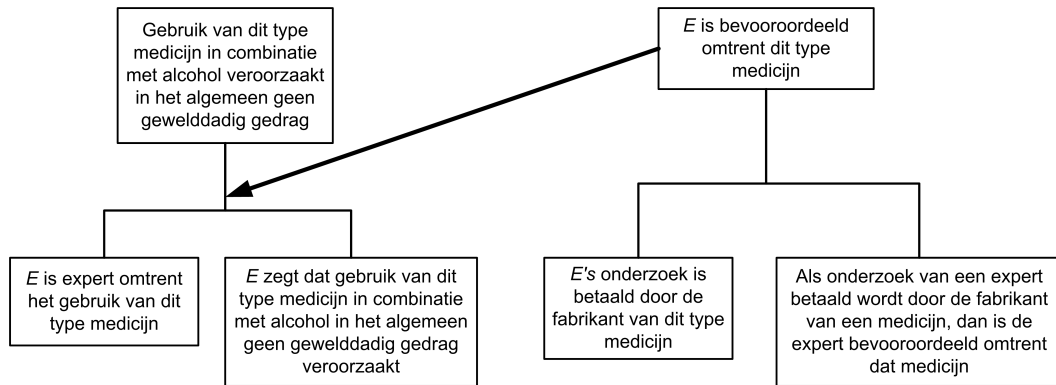 Gebruik van dit type
medicijn in combinatie
met alcohol veroorzaakt
in het algemeen geen
gewelddadig gedrag
E is bevooroordeeld
omtrent dit type
medicijn
E is expert omtrent
het gebruik van dit
type medicijn
E zegt dat gebruik van dit
type medicijn in combinatie
met alcohol in het algemeen
geen gewelddadig gedrag
veroorzaakt
E's onderzoek is
betaald door de
fabrikant van dit type
medicijn
Als onderzoek van een expert
betaald wordt door de fabrikant
van een medicijn, dan is de
expert bevooroordeeld omtrent
dat medicijn